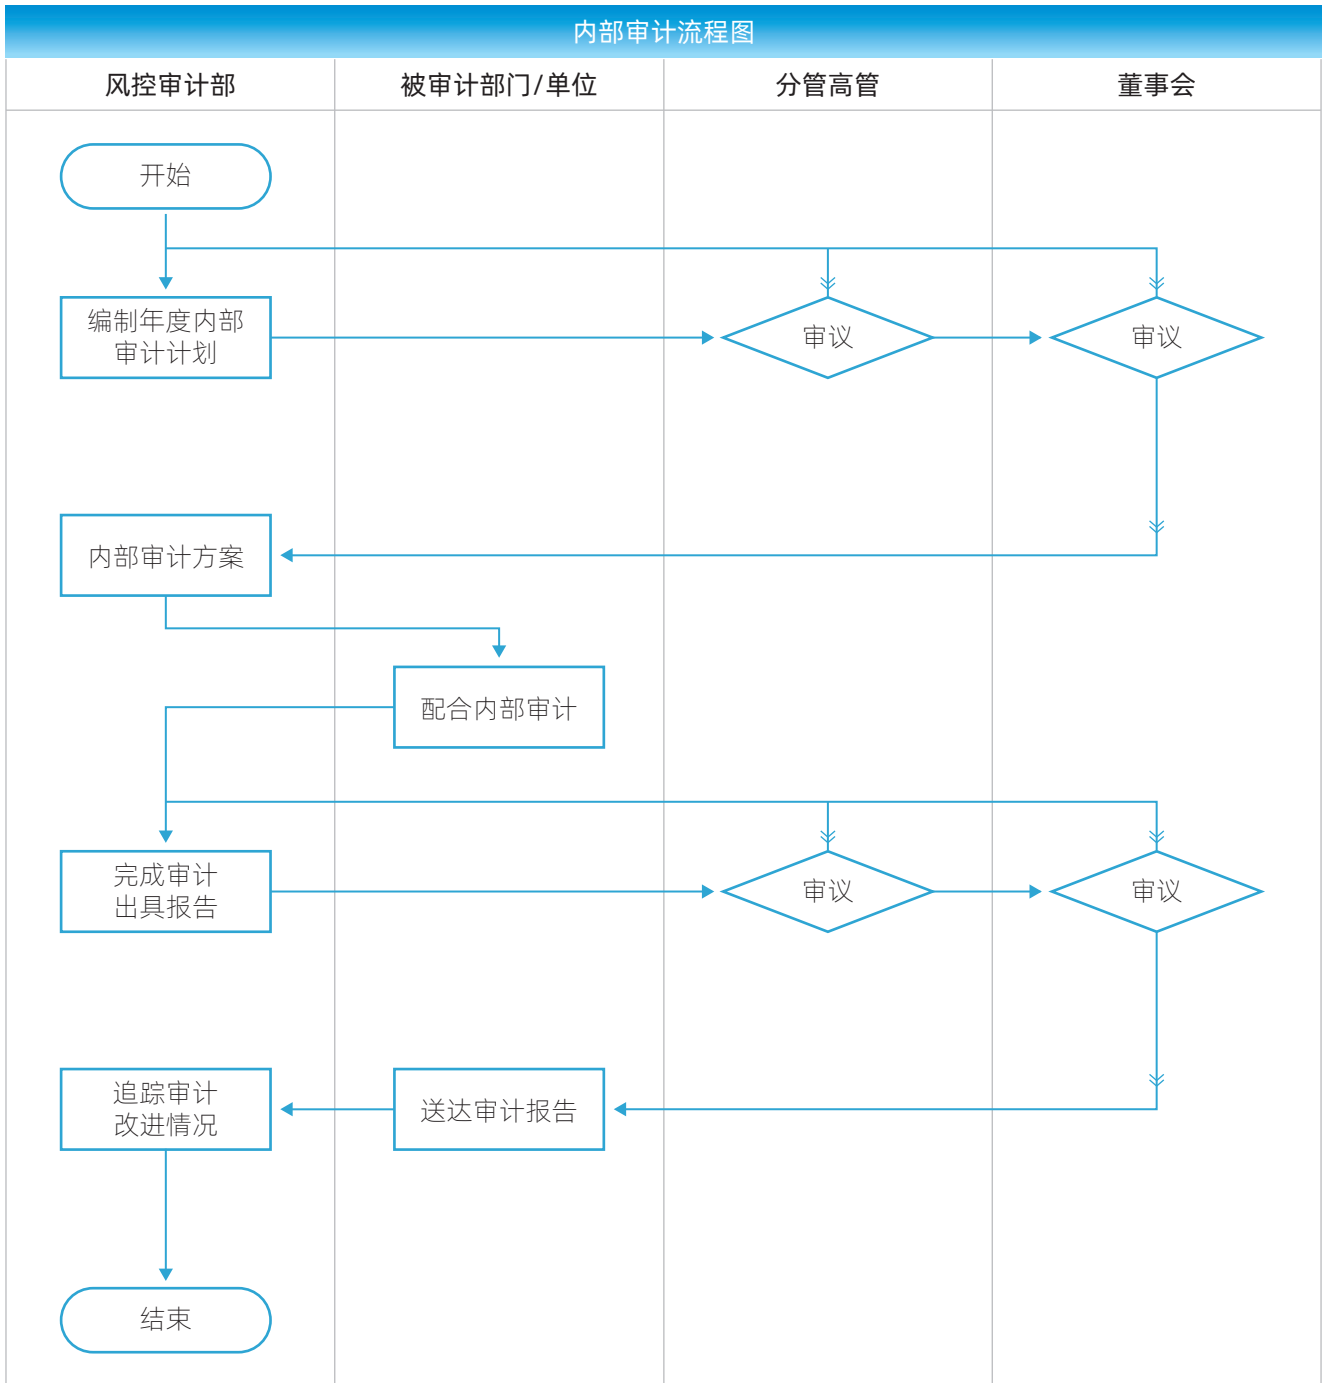 内部审计流程图
风控审计部
被审计部门/单位
分管高管
董事会
开始
编制年度内部
审计计划
审议
审议
内部审计方案
配合内部审计
完成审计
出具报告
审议
审议
追踪审计
改进情况
送达审计报告
结束